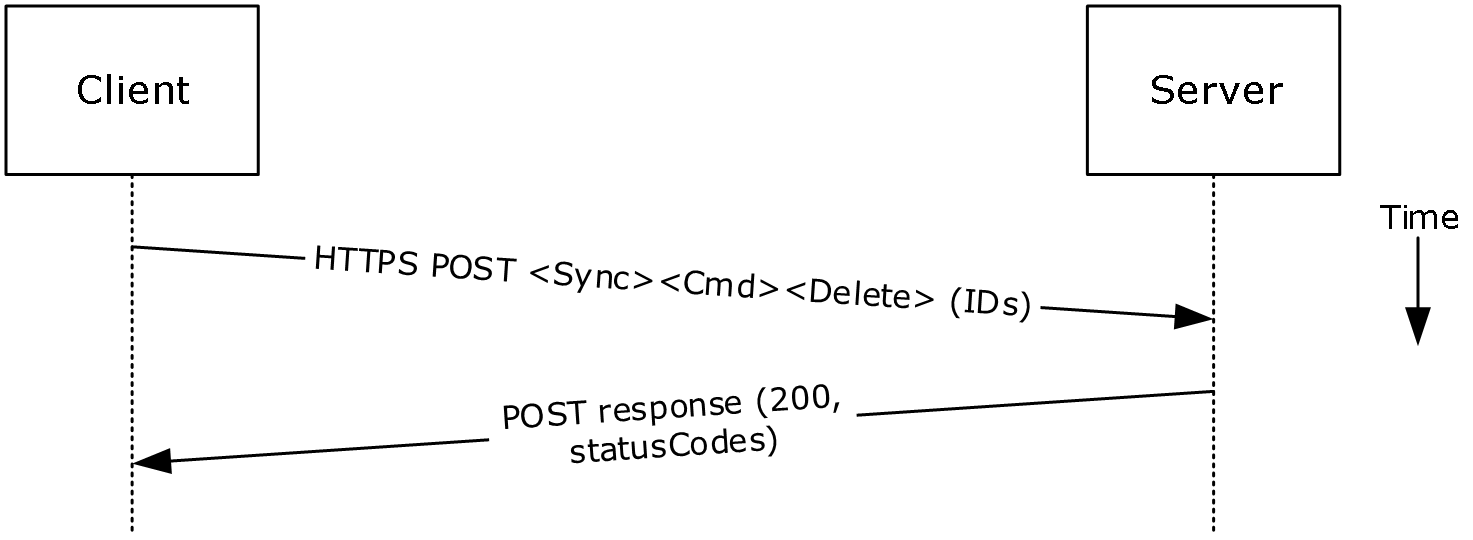 Client
Server
Time
HTTPS POST <Sync><Cmd><Delete> (IDs)
POST response (200,
statusCodes)